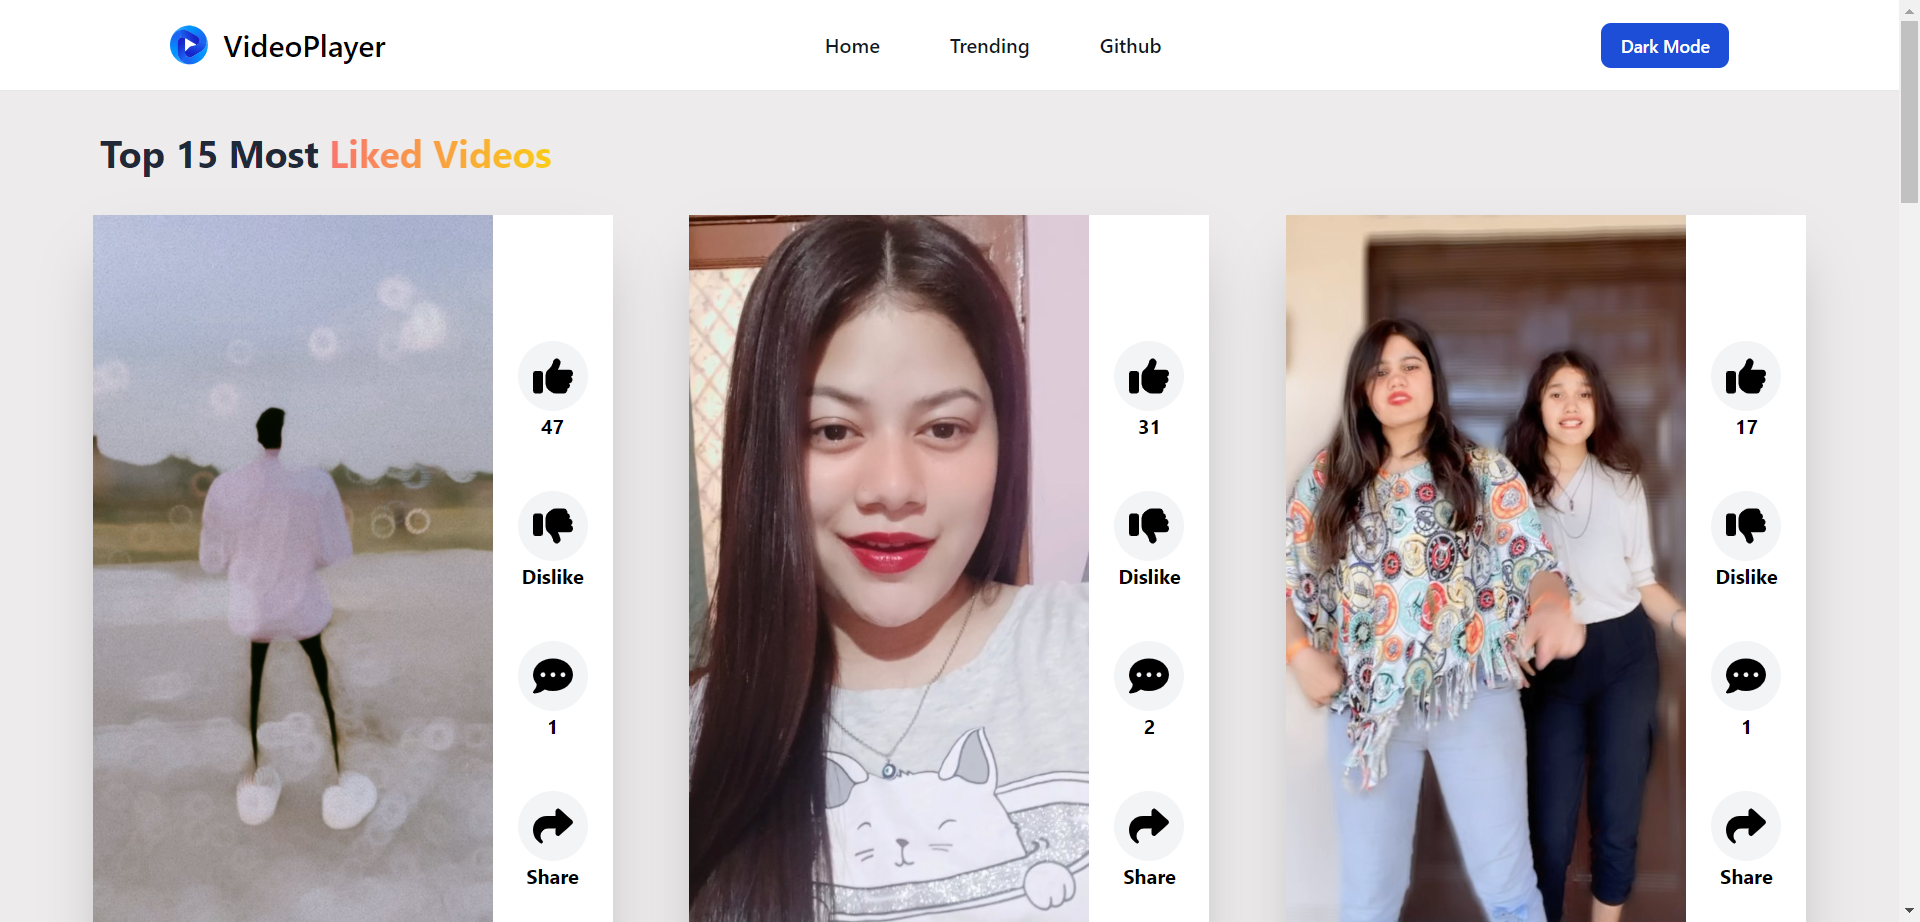 VideoPlayer
Home Trending Github
Dark Mode
Top 15 Most Liked Videos
47
Dislike
1
Share
31
Dislike
2
Share
17
Dislike
1
Share